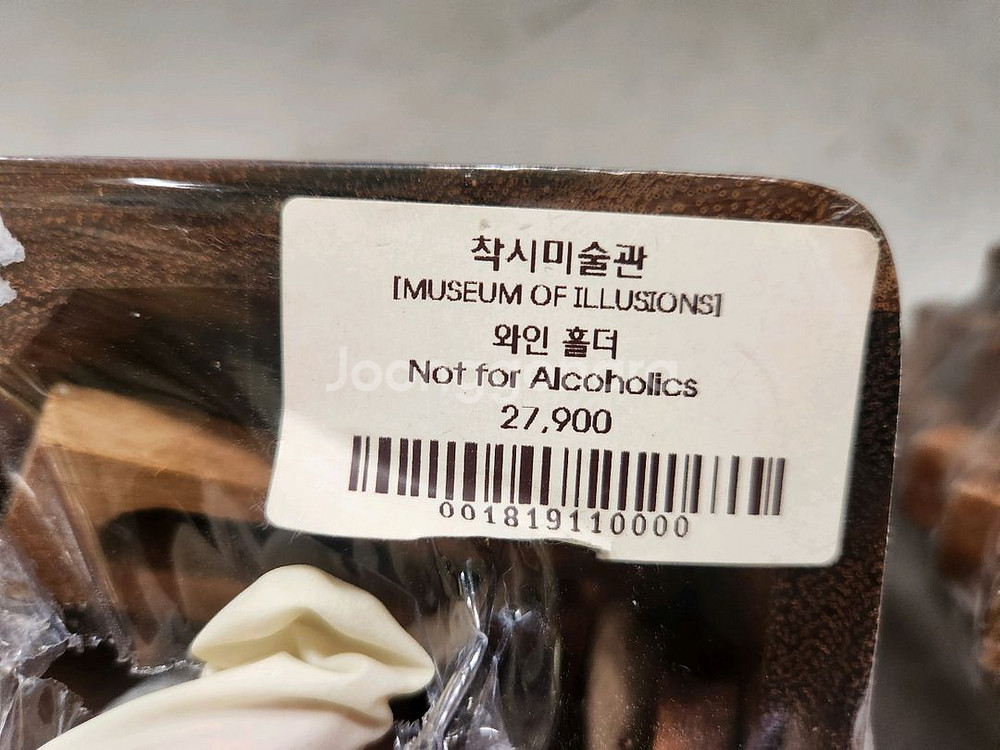 착시미술관
[MUSEUM OF ILLUSIONS]
와인 홀더
Not for Alcoholics
27,900
001819110000